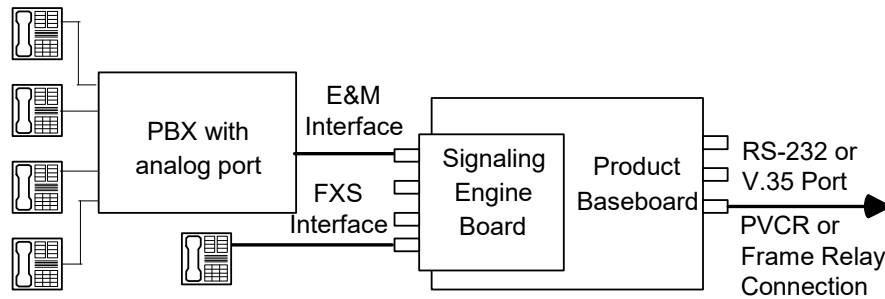 PBX with
analog port
E&M
Interface
FXS
Interface
Signaling
Engine
Board
Product
Baseboard
RS-232 or
V.35 Port
PVCR or
Frame Relay
Connection